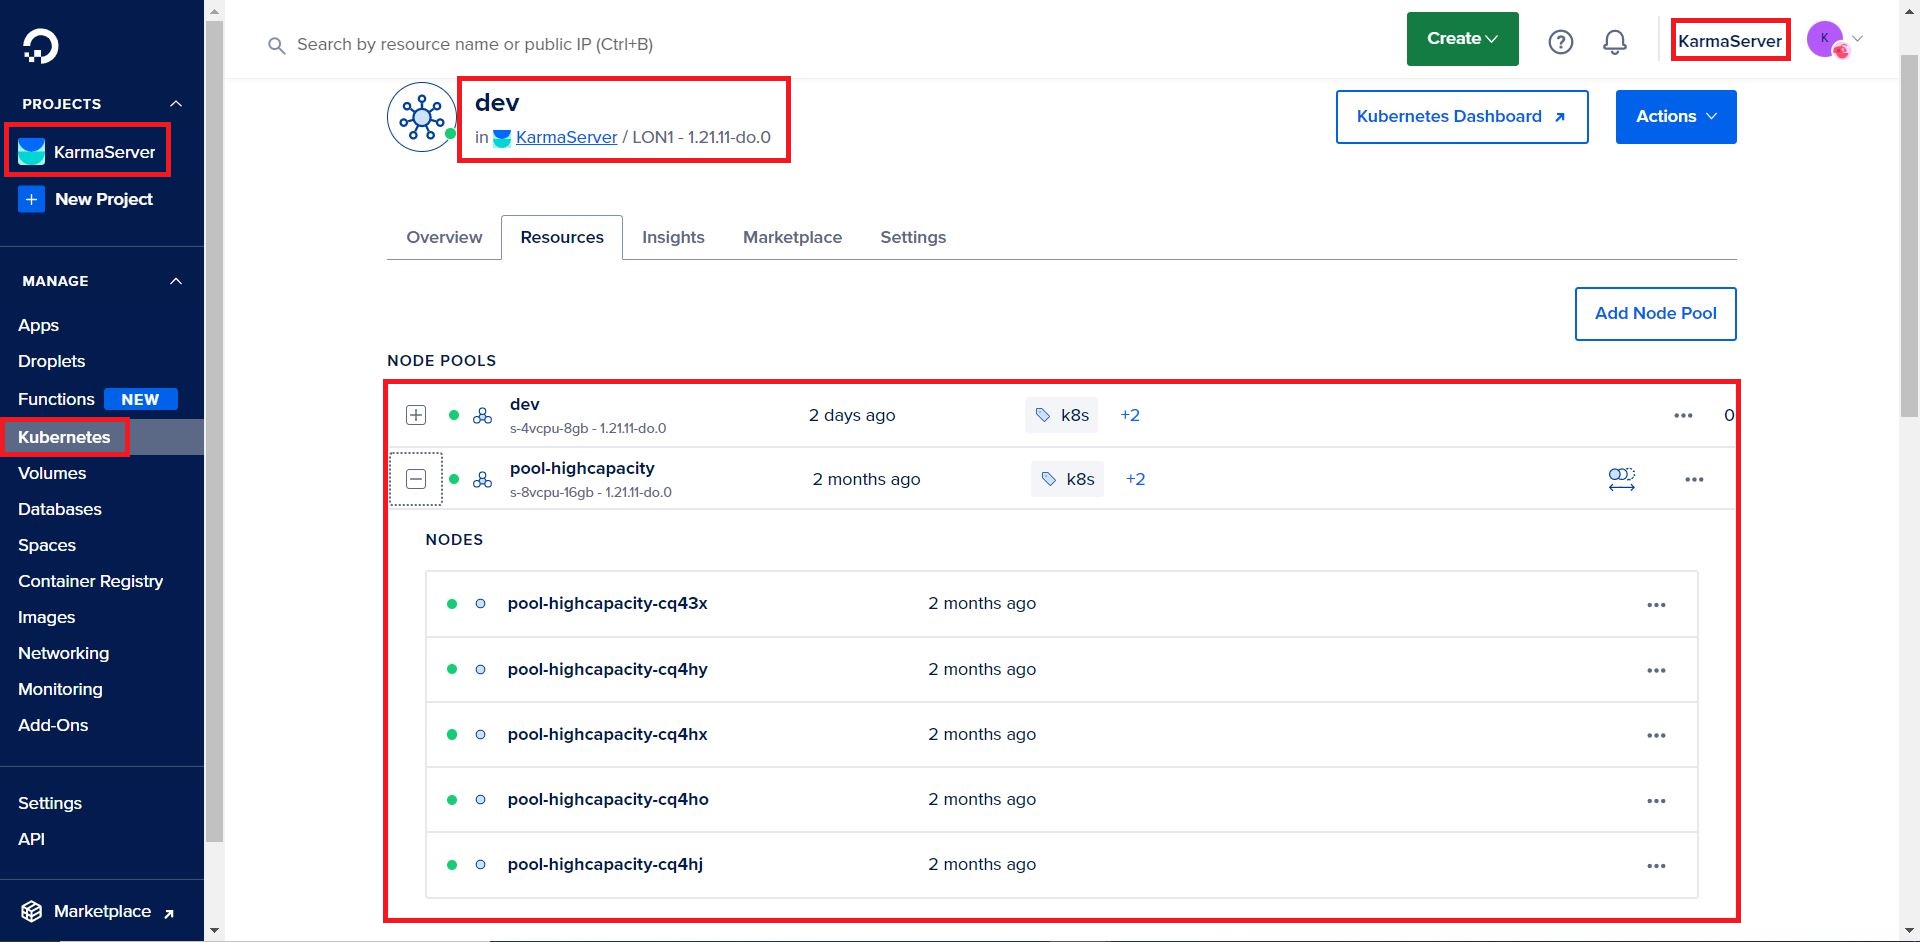 Search by resource name or public IP (Ctrl+B)
Create
KarmaServer
K
PROJECTS
KarmaServer
New Project
MANAGE
Apps
Droplets
Functions NEW
Kubernetes
Volumes
Databases
Spaces
Container Registry
Images
Networking
Monitoring
Add-Ons
Settings
API
Marketplace
dev
in KarmaServer / LON1 - 1.21.11-do.0
Kubernetes Dashboard
Actions
Overview Resources Insights Marketplace Settings
Add Node Pool
NODE POOLS
dev 2 days ago k8s +2 0
s-4vcpu-8gb - 1.21.11-do.0
pool-highcapacity 2 months ago k8s +2
s-8vcpu-16gb - 1.21.11-do.0
NODES
pool-highcapacity-cq43x 2 months ago
pool-highcapacity-cq4hy 2 months ago
pool-highcapacity-cq4hx 2 months ago
pool-highcapacity-cq4ho 2 months ago
pool-highcapacity-cq4hj 2 months ago